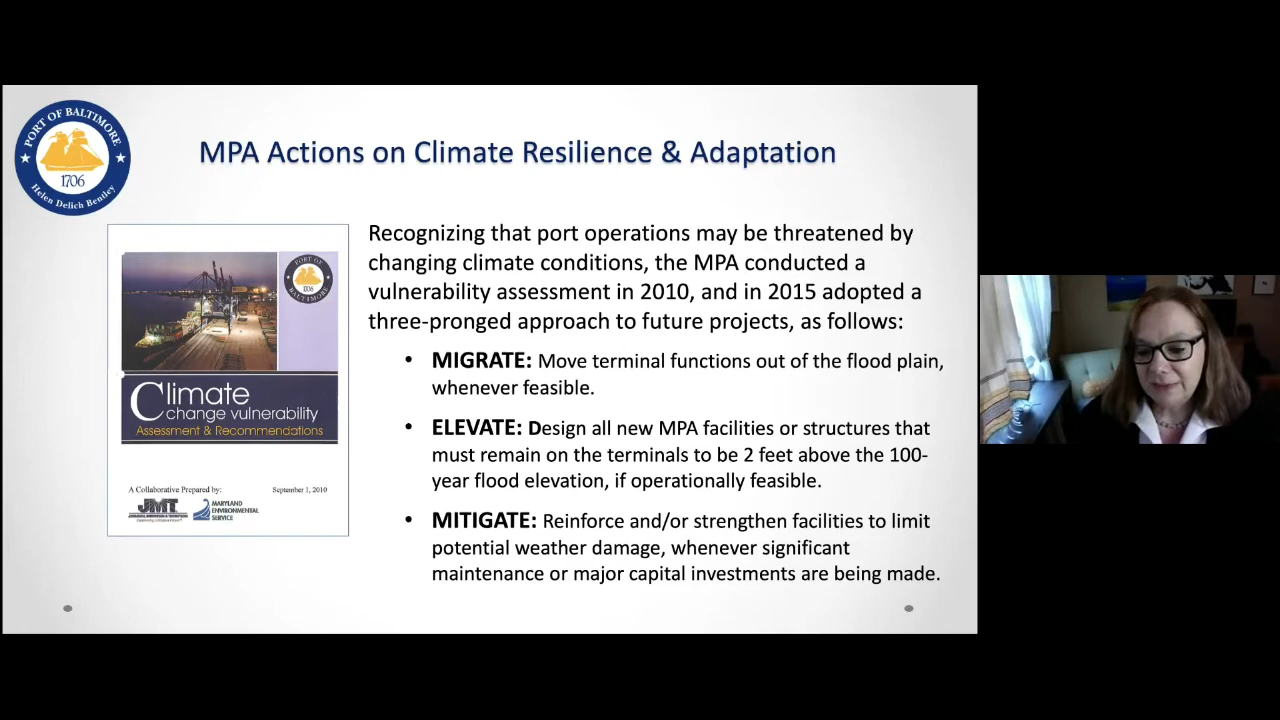 PORT OF BALTIMORE
1706
Helen Delich Bentley
MPA Actions on Climate Resilience & Adaptation
PORT OF
BALTIMORE
1706
Climate
change vulnerability
Assessment & Recommendations
A Collaborative Prepared by:
September 1, 2010
JMT
MARYLAND
ENVIRONMENTAL
SERVICE
Recognizing that port operations may be threatened by
changing climate conditions, the MPA conducted a
vulnerability assessment in 2010, and in 2015 adopted a
three-pronged approach to future projects, as follows:
• MIGRATE: Move terminal functions out of the flood plain,
whenever feasible.
• ELEVATE: Design all new MPA facilities or structures that
must remain on the terminals to be 2 feet above the 100-
year flood elevation, if operationally feasible.
• MITIGATE: Reinforce and/or strengthen facilities to limit
potential weather damage, whenever significant
maintenance or major capital investments are being made.